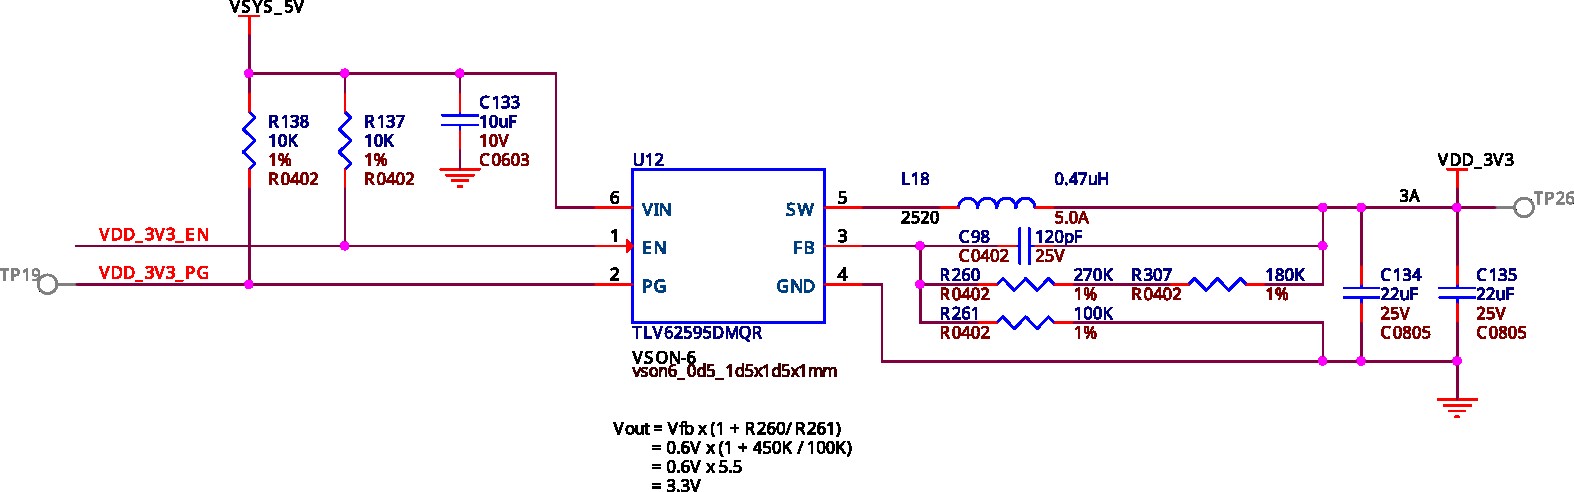 VSYS_5V
R138
10K
1%
R0402
R137
10K
1%
R0402
C133
10uF
10V
C0603
VDD_3V3_EN
TP19
VDD_3V3_PG
U12
6 VIN
1 EN
2 PG
SW 5
FB 3
GND 4
TLV62595DMQR
VSON-6
vson6_0d5_1d5x1d5x1mm
L18 0.47uH
2520 5.0A
C98 120pF
C0402 25V
R260 270K R307 180K
R0402 1% R0402 1%
R261 100K
R0402 1%
VDD_3V3
3A
TP26
C134
22uF
25V
C0805
C135
22uF
25V
C0805
Vout = Vfb x (1 + R260/ R261)
= 0.6V x (1 + 450K / 100K)
= 0.6V x 5.5
= 3.3V